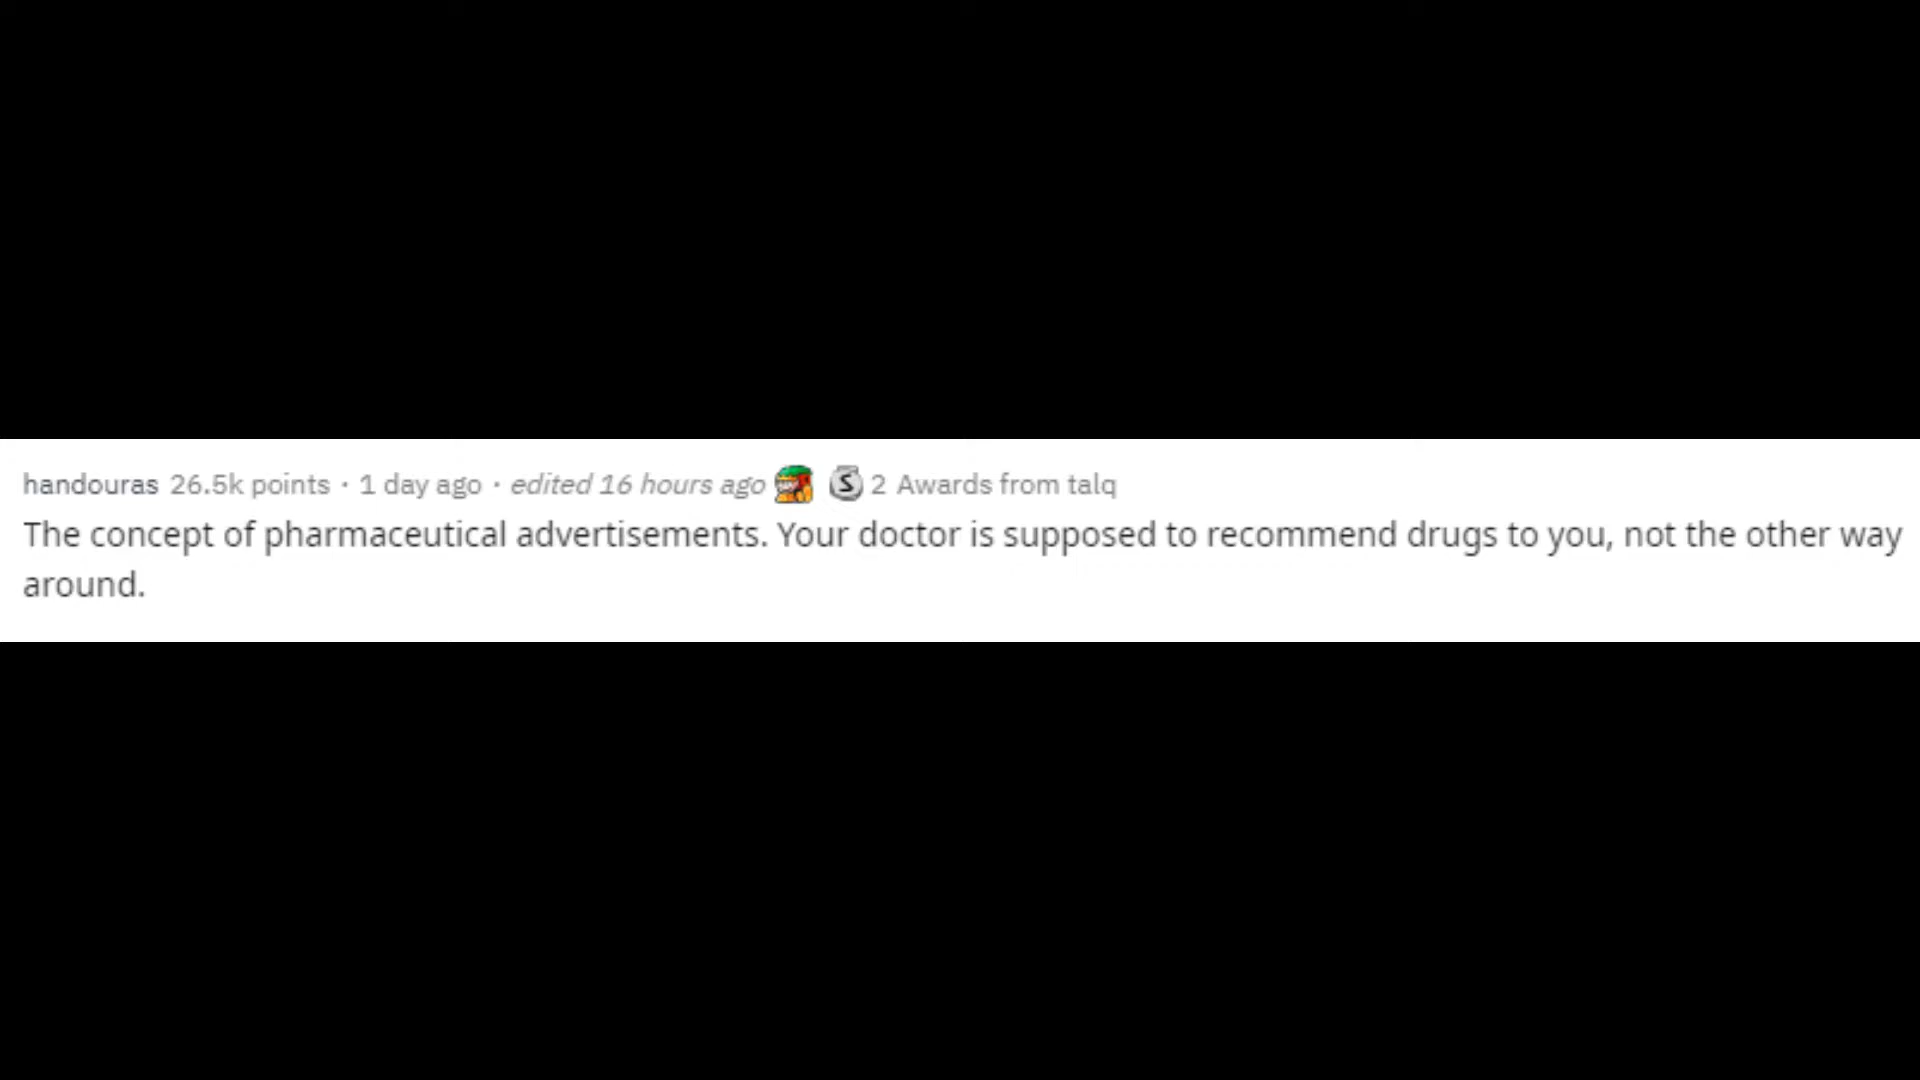 handouras 26.5k points · 1 day ago · edited 16 hours ago S 2 Awards from talq
The concept of pharmaceutical advertisements. Your doctor is supposed to recommend drugs to you, not the other way
around.